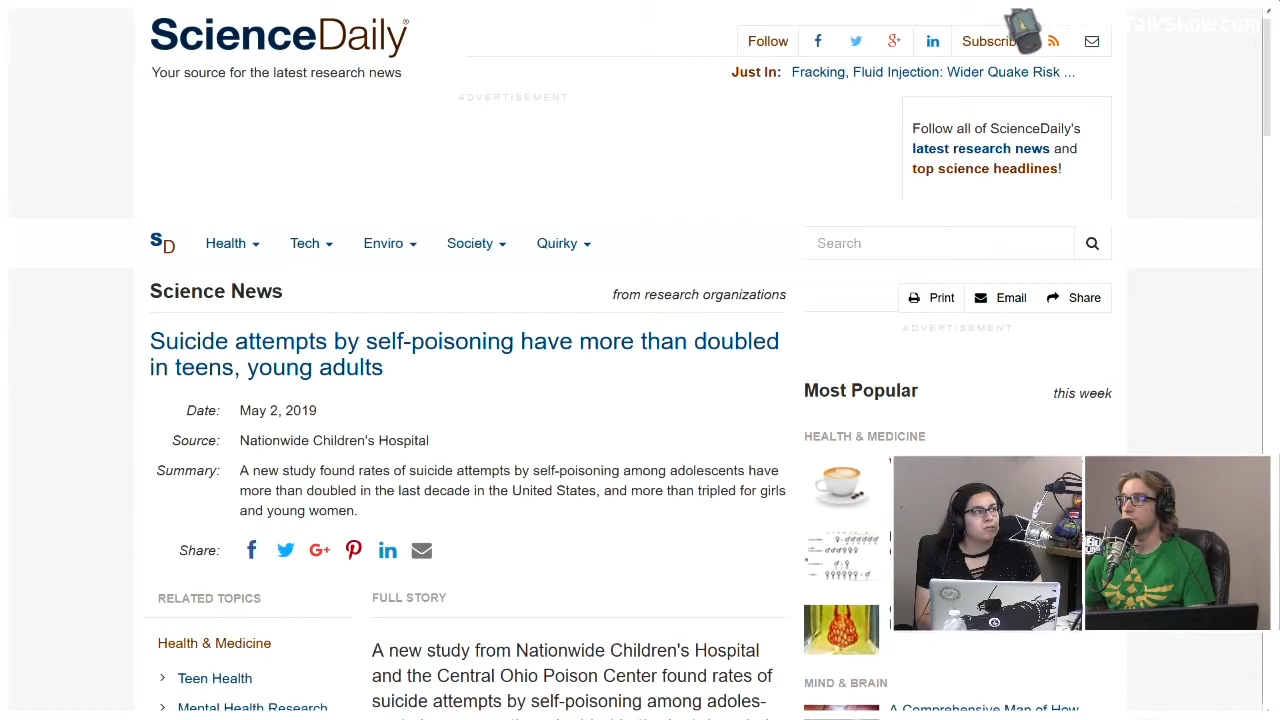 ScienceDaily®
Your source for the latest research news
Follow
Subscri
TalkShow.com
Just In: Fracking, Fluid Injection: Wider Quake Risk ...
ADVERTISEMENT
Follow all of ScienceDaily's
latest research news and
top science headlines!
SD Health Tech Enviro Society Quirky
Search
Science News
from research organizations
Print Email Share
ADVERTISEMENT
Suicide attempts by self-poisoning have more than doubled
in teens, young adults
Date: May 2, 2019
Source: Nationwide Children's Hospital
Summary: A new study found rates of suicide attempts by self-poisoning among adolescents have
more than doubled in the last decade in the United States, and more than tripled for girls
and young women.
Share:
RELATED TOPICS
Health & Medicine
Teen Health
Mental Health Research
FULL STORY
A new study from Nationwide Children's Hospital
and the Central Ohio Poison Center found rates of
suicide attempts by self-poisoning among adoles-
Most Popular
this week
HEALTH & MEDICINE
MIND & BRAIN
A Comprehensive Map of How